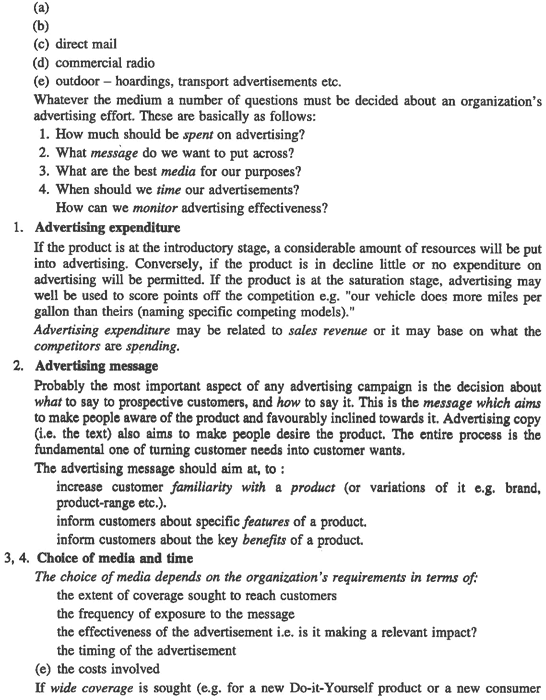 (a)
(b)
(c) direct mail
(d) commercial radio
(e) outdoor – hoardings, transport advertisements etc.
Whatever the medium a number of questions must be decided about an organization's
advertising effort. These are basically as follows:
1. How much should be spent on advertising?
2. What message do we want to put across?
3. What are the best media for our purposes?
4. When should we time our advertisements?
How can we monitor advertising effectiveness?
1. Advertising expenditure
If the product is at the introductory stage, a considerable amount of resources will be put
into advertising. Conversely, if the product is in decline little or no expenditure on
advertising will be permitted. If the product is at the saturation stage, advertising may
well be used to score points off the competition e.g. "our vehicle does more miles per
gallon than theirs (naming specific competing models)."
Advertising expenditure may be related to sales revenue or it may base on what the
competitors are spending.
2. Advertising message
Probably the most important aspect of any advertising campaign is the decision about
what to say to prospective customers, and how to say it. This is the message which aims
to make people aware of the product and favourably inclined towards it. Advertising copy
(i.e. the text) also aims to make people desire the product. The entire process is the
fundamental one of turning customer needs into customer wants.
The advertising message should aim at, to :
increase customer familiarity with a product (or variations of it e.g. brand,
product-range etc.).
inform customers about specific features of a product.
inform customers about the key benefits of a product.
3, 4. Choice of media and time
The choice of media depends on the organization's requirements in terms of:
the extent of coverage sought to reach customers
the frequency of exposure to the message
the effectiveness of the advertisement i.e. is it making a relevant impact?
the timing of the advertisement
(e) the costs involved
If wide coverage is sought (e.g. for a new Do-it-Yourself product or a new consumer